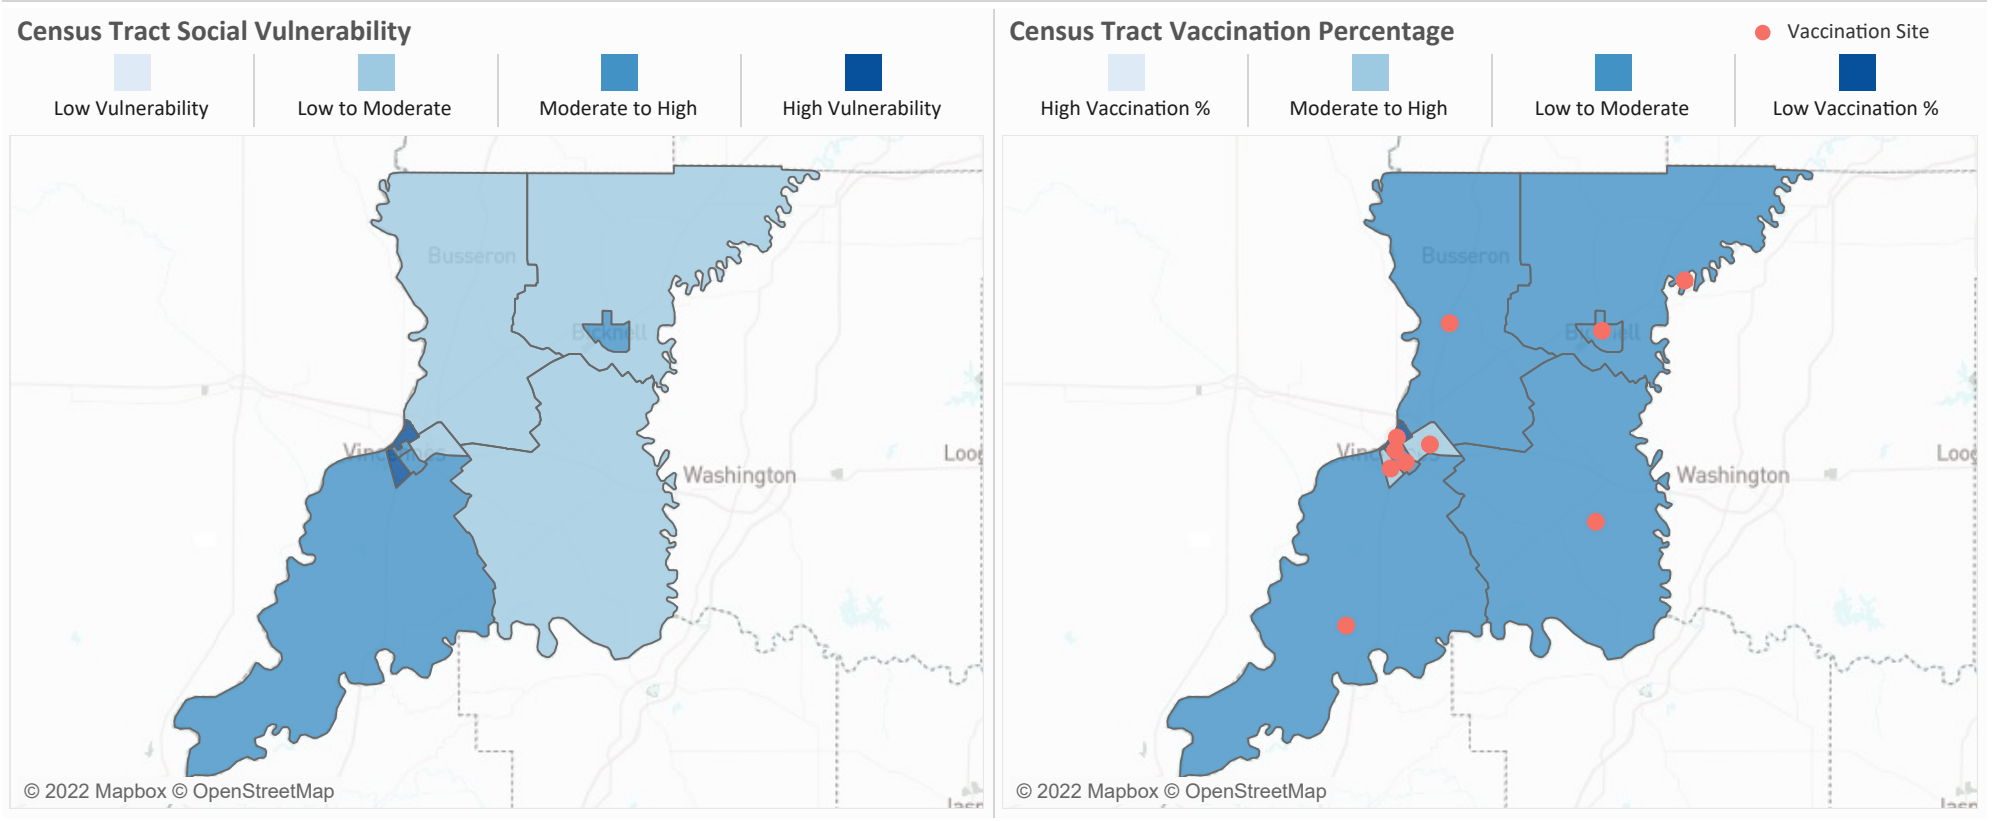 Census Tract Social Vulnerability
Low Vulnerability
Low to Moderate
Moderate to High
High Vulnerability
Busseron
Bicknell
Washington
Loog
© 2022 Mapbox © OpenStreetMap
Census Tract Vaccination Percentage
Vaccination Site
High Vaccination %
Moderate to High
Low to Moderate
Low Vaccination %
Busseron
Washington
© 2022 Mapbox © OpenStreetMap